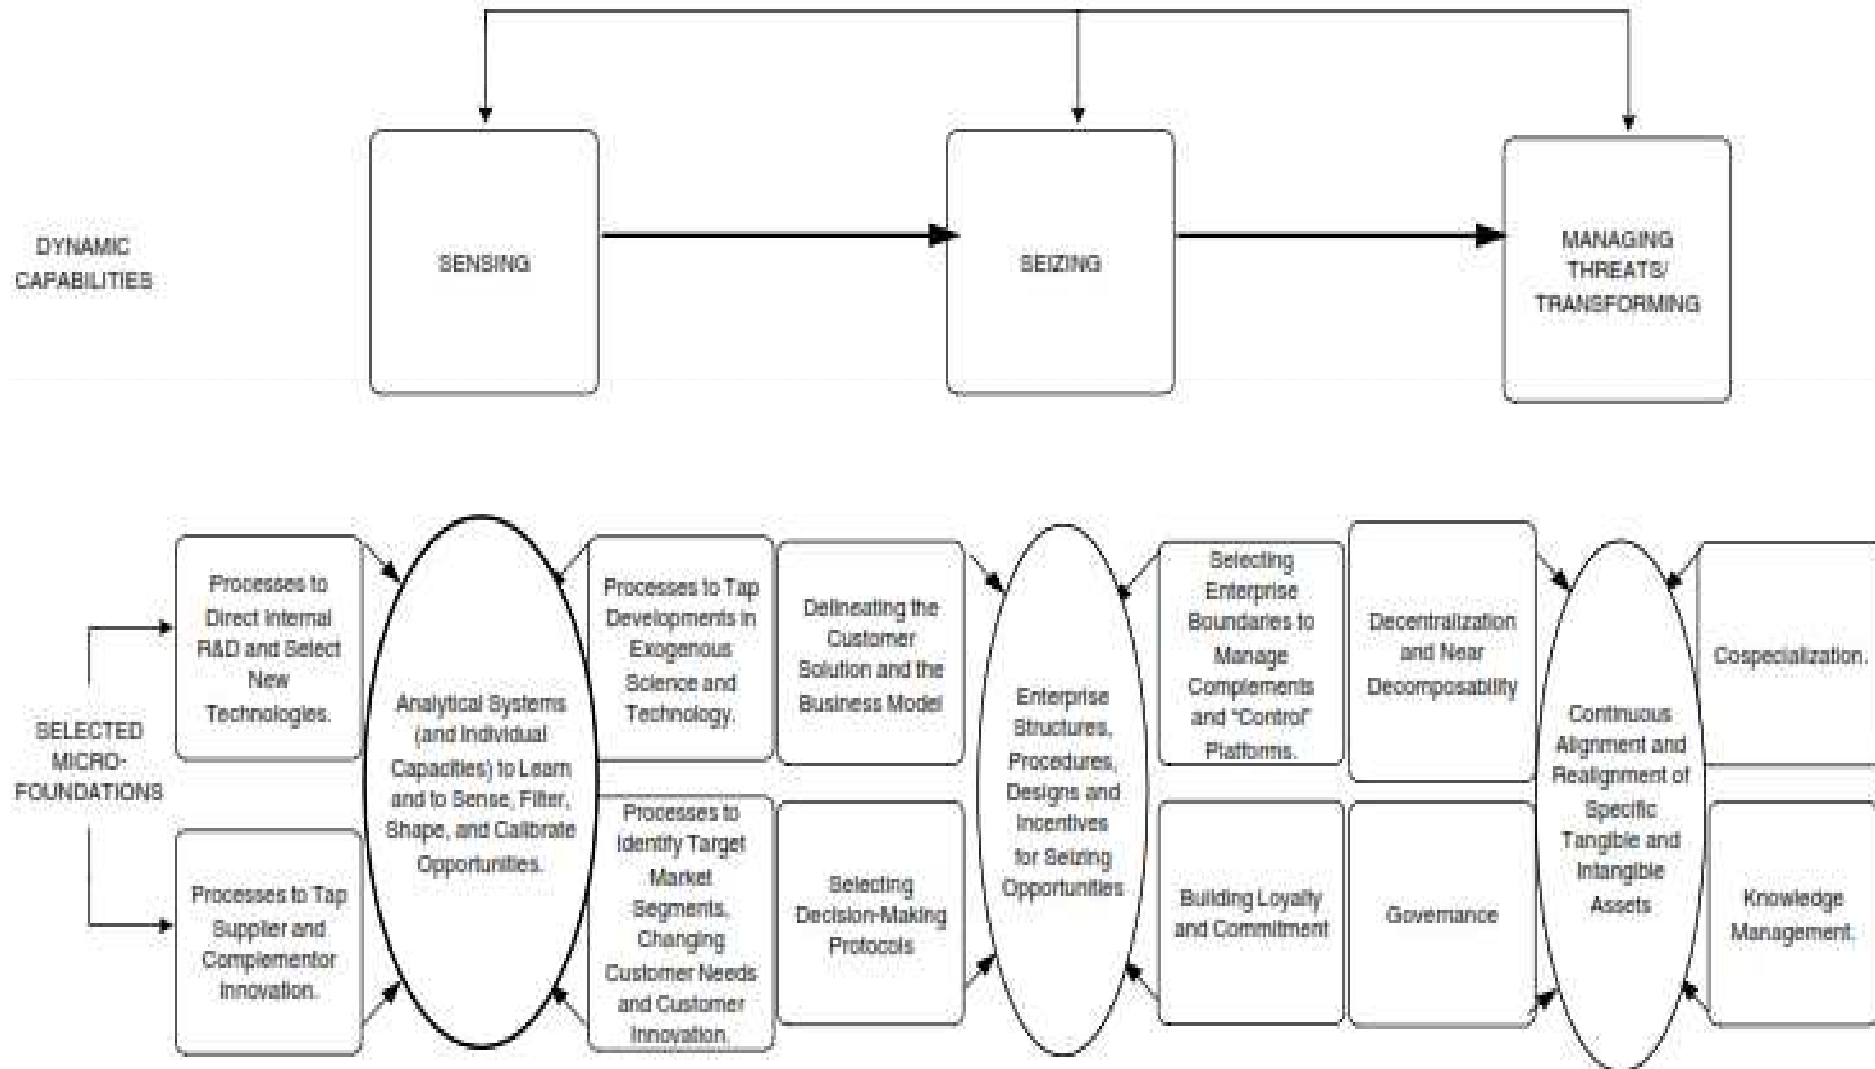 DYNAMIC
CAPABILITIES
SENSING
SEIZING
MANAGING
THREATS/
TRANSFORMING
SELECTED
MICRO-
FOUNDATIONS
Processes to
Direct Internal
R&D and Select
New
Technologies.
Processes to Tap
Supplier and
Complementor
Innovation.
Analytical Systems
(and Individual
Capacities) to Learn
and to Sense, Filter,
Shape, and Calibrate
Opportunities.
Processes to Tap
Developments in
Exogenous
Science and
Technology.
Processes to
Identify Target
Market
Segments,
Changing
Customer Needs
and Customer
Innovation.
Delineating the
Customer
Solution and the
Business Model
Selecting
Decision-Making
Protocols
Enterprise
Structures,
Procedures,
Designs and
Incentives
for Seizing
Opportunities
Selecting
Enterprise
Boundaries to
Manage
Complements
and "Control"
Platforms.
Building Loyalty
and Commitment
Decentralization
and Near
Decomposability
Governance
Continuous
Alignment and
Realignment of
Specific
Tangible and
Intangible
Assets
Cospecialization.
Knowledge
Management.